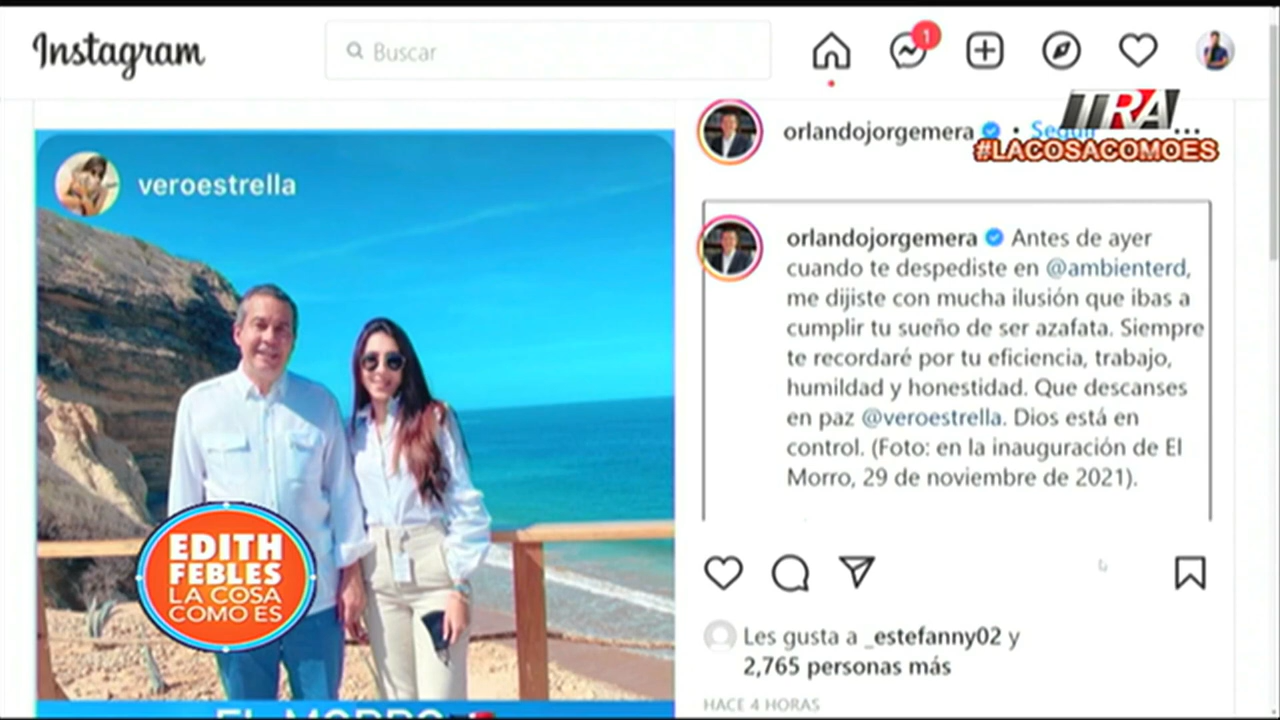 Instagram
Buscar
1
TRA
#LACOSACOMOES
veroestrella
orlandojorgemera •
orlandojorgemera Antes de ayer
cuando te despediste en @ambienterd,
me dijiste con mucha ilusión que ibas a
cumplir tu sueño de ser azafata. Siempre
te recordaré por tu eficiencia, trabajo,
humildad y honestidad. Que descanses
en paz @veroestrella. Dios está en
control. (Foto: en la inauguración de El
Morro, 29 de noviembre de 2021).
EDITH
FEBLES
LA COSA
COMO ES
Les gusta a _estefanny02 y
2,765 personas más
HACE 4 HORAS
EL MORRO